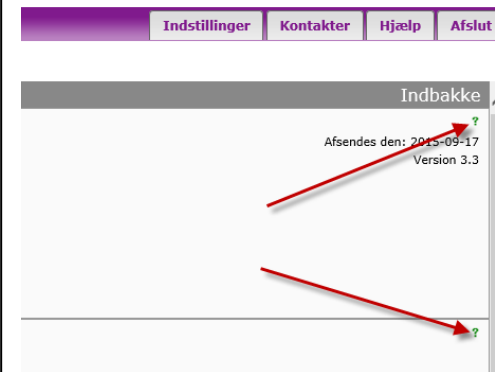 Indstillinger Kontakter Hjælp Afslut
Indbakke
?
Afsendes den: 2015-09-17
Version 3.3
?